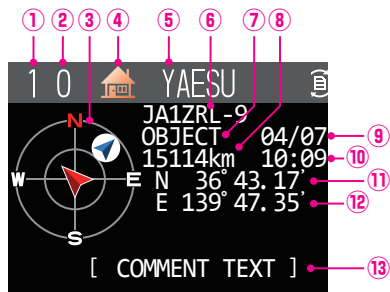 ① ② ③ ④ ⑤ ⑥ ⑦ ⑧
1 0 YAESU
JA1ZRL-9
OBJECT 04/07 ⑨
15114km 10:09 ⑩
N 36°43.17' ⑪
E 139°47.35' ⑫
N
W E
S
[ COMMENT TEXT ] ⑬